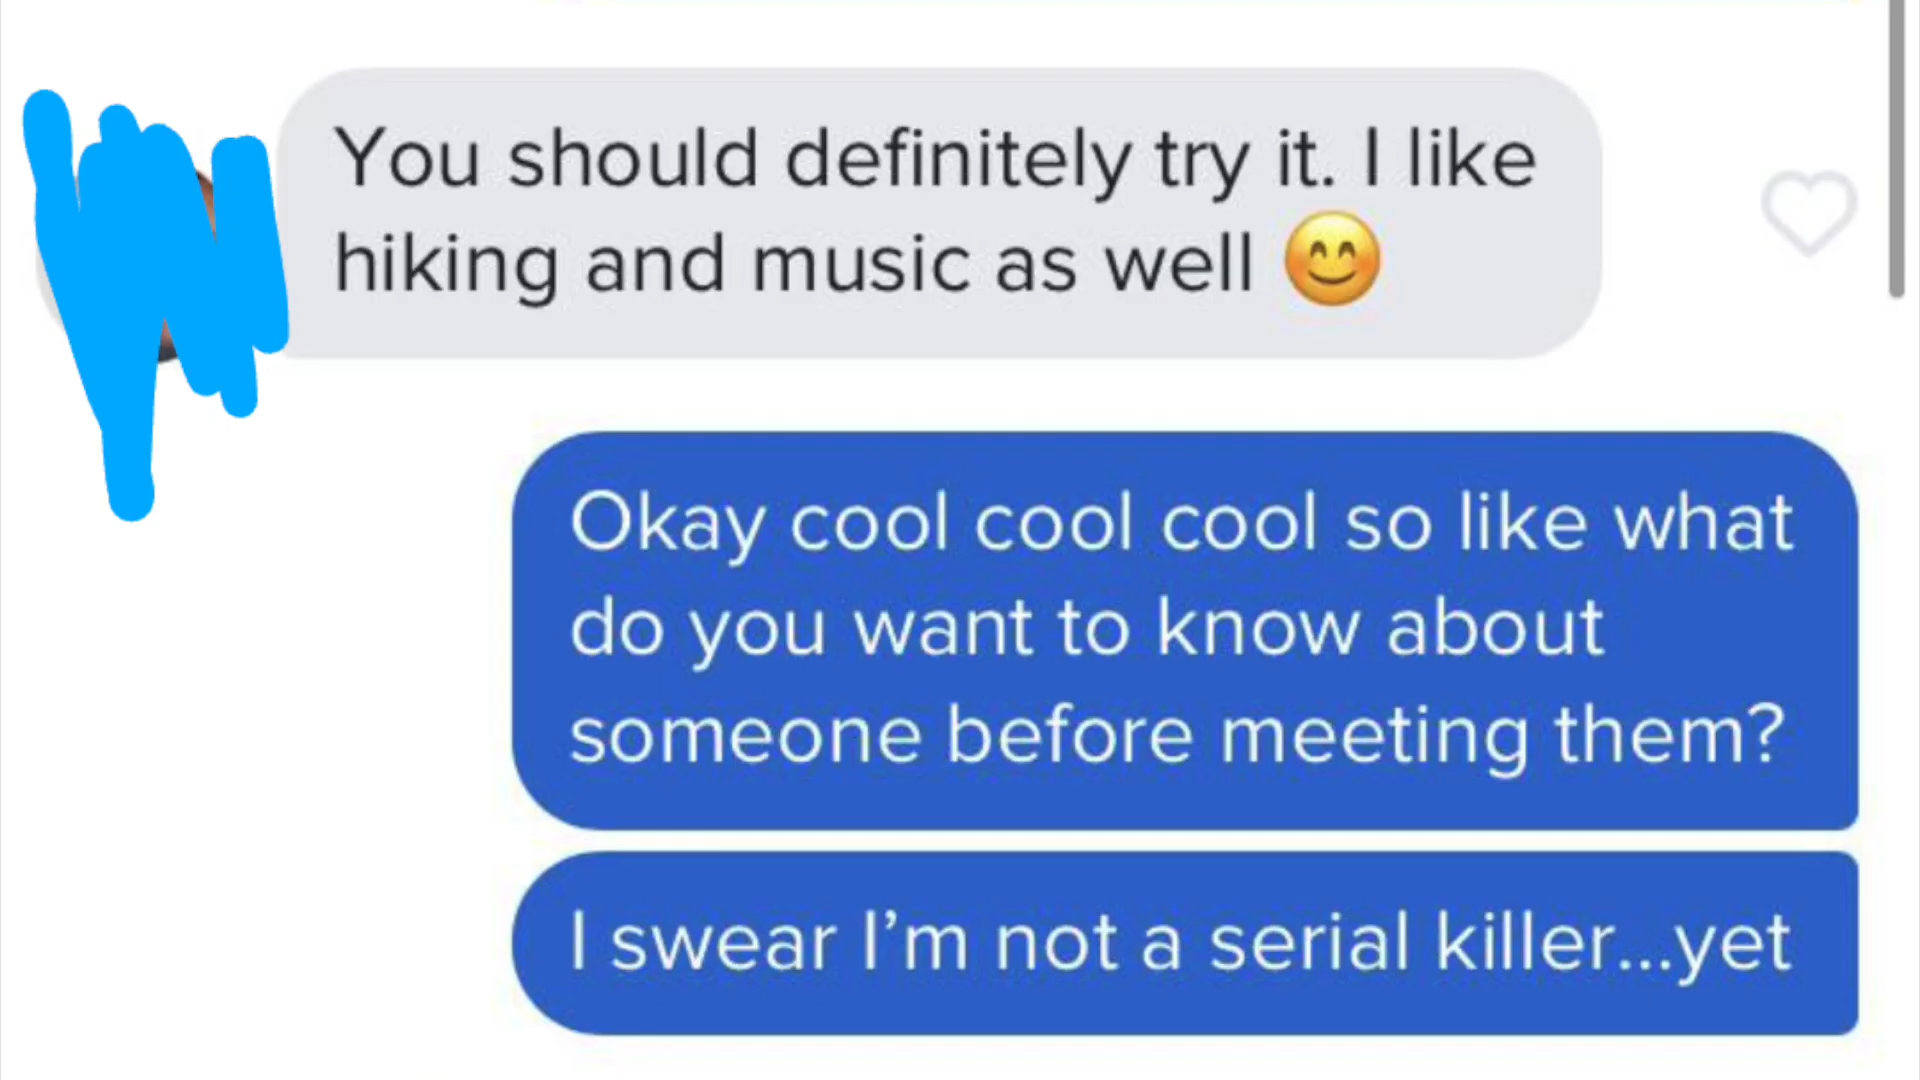 You should definitely try it. I like
hiking and music as well 😊
Okay cool cool cool so like what
do you want to know about
someone before meeting them?
I swear I’m not a serial killer...yet